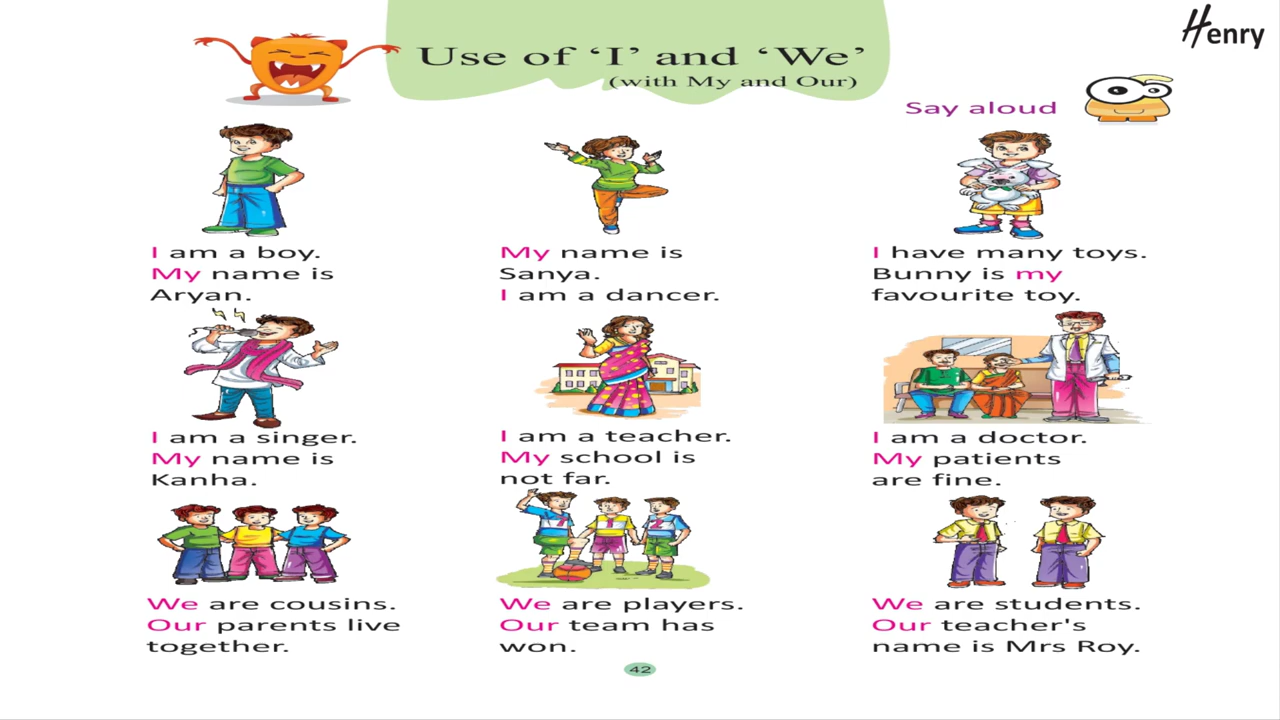 Henry
Use of ‘I’ and ‘We’
(with My and Our)
Say aloud
I am a boy.
My name is
Aryan.
My name is
Sanya.
I am a dancer.
I have many toys.
Bunny is my
favourite toy.
I am a singer.
My name is
Kanha.
I am a teacher.
My school is
not far.
I am a doctor.
My patients
are fine.
We are cousins.
Our parents live
together.
We are players.
Our team has
won.
We are students.
Our teacher's
name is Mrs Roy.
42